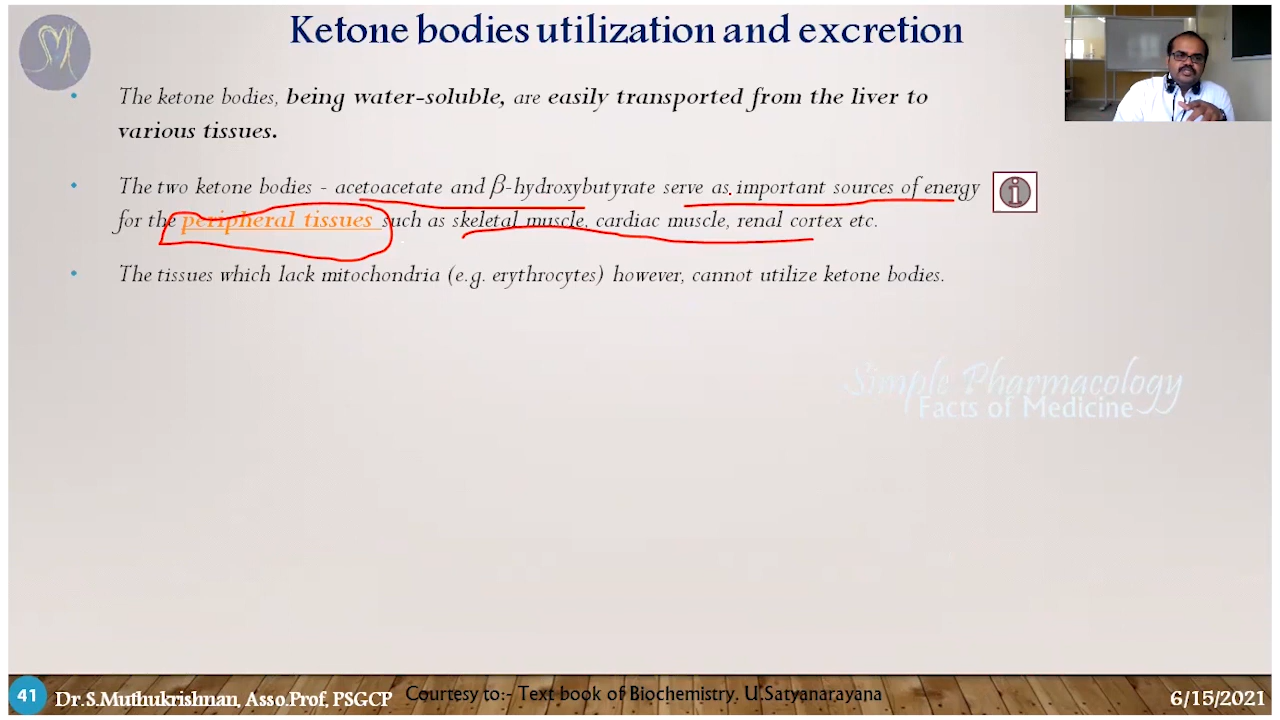 Ketone bodies utilization and excretion
• The ketone bodies, being water-soluble, are easily transported from the liver to
various tissues.
• The two ketone bodies - acetoacetate and β-hydroxybutyrate serve as important sources of energy
for the peripheral tissues such as skeletal muscle, cardiac muscle, renal cortex etc.
• The tissues which lack mitochondria (e.g. erythrocytes) however, cannot utilize ketone bodies.
Simple Pharmacology
Facts of Medicine
41 Dr.S.Muthukrishnan, Asso.Prof, PSGCP Courtesy to:- Text book of Biochemistry. U.Satyanarayana 6/15/2021